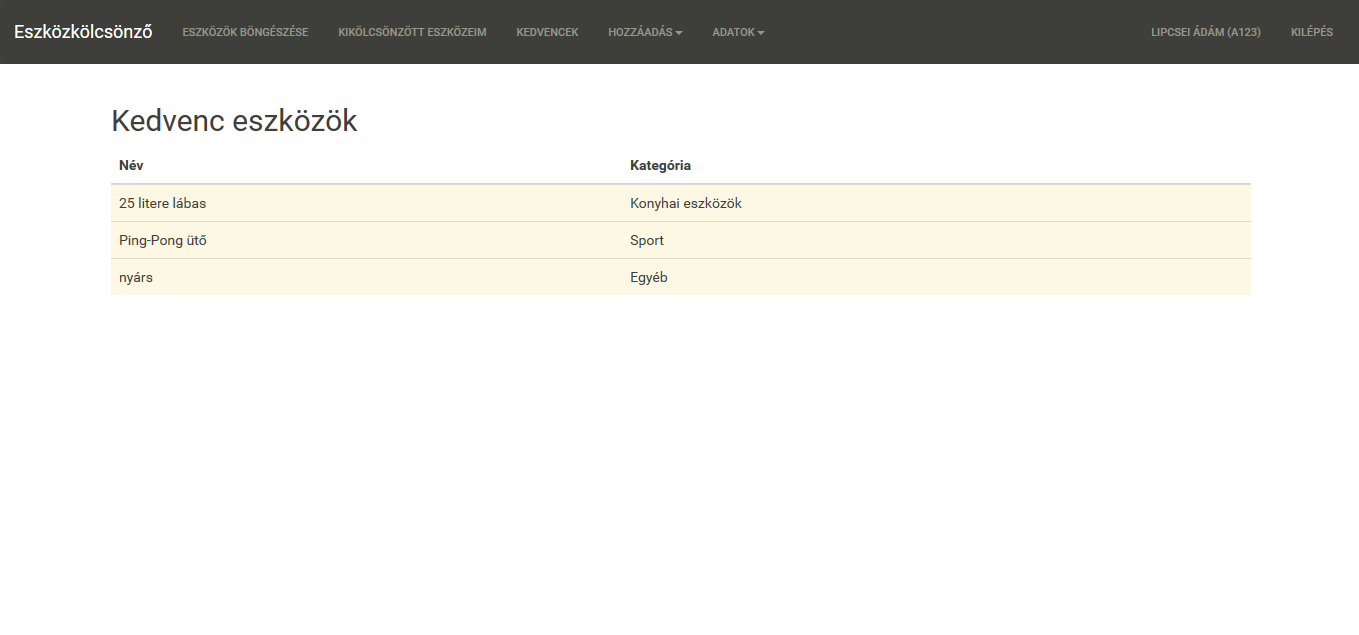 Eszközkölcsönző ESZKÖZÖK BÖNGÉSZÉSE KIKÖLCSÖNZÖTT ESZKÖZEIM KEDVENCEK HOZZÁADÁS ADATOK LIPCSEI ÁDÁM (A123) KILÉPÉS
Kedvenc eszközök
Név Kategória
25 litere lábas Konyhai eszközök
Ping-Pong ütő Sport
nyárs Egyéb